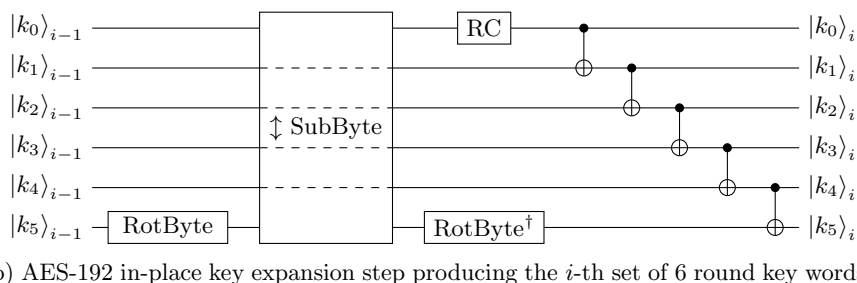 |k₀⟩ᵢ₋₁ RC |k₀⟩ᵢ
|k₁⟩ᵢ₋₁ |k₁⟩ᵢ
|k₂⟩ᵢ₋₁ |k₂⟩ᵢ
↕ SubByte
|k₃⟩ᵢ₋₁ |k₃⟩ᵢ
|k₄⟩ᵢ₋₁ |k₄⟩ᵢ
|k₅⟩ᵢ₋₁ RotByte RotByte† |k₅⟩ᵢ
) AES-192 in-place key expansion step producing the i-th set of 6 round key word